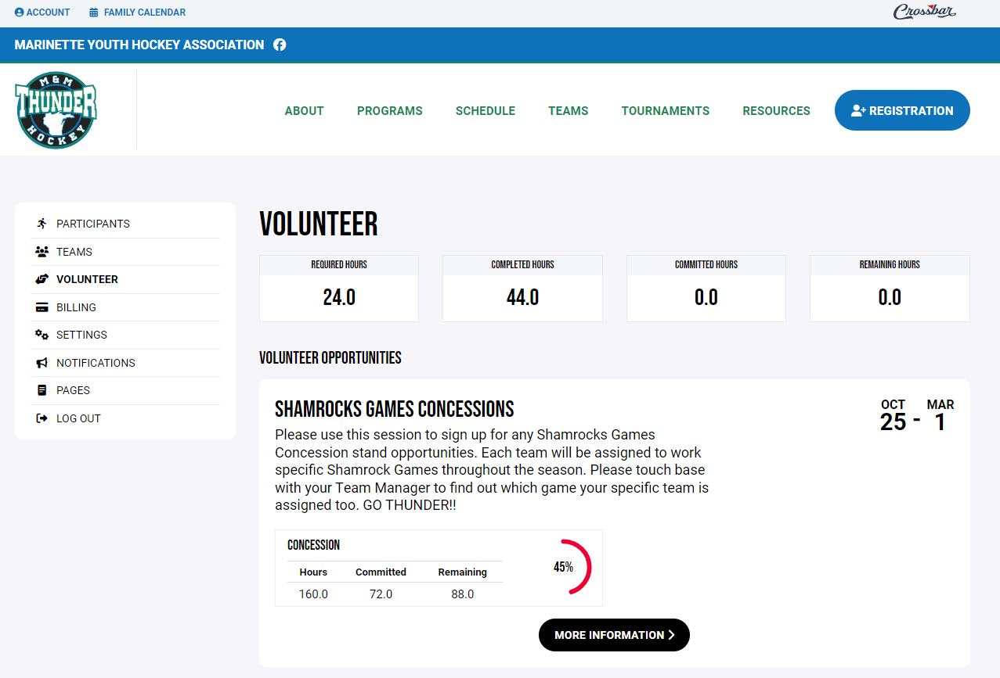 ACCOUNT FAMILY CALENDAR Crossbar
MARINETTE YOUTH HOCKEY ASSOCIATION
M&M
THUNDER
HOCKEY
ABOUT PROGRAMS SCHEDULE TEAMS TOURNAMENTS RESOURCES REGISTRATION
PARTICIPANTS
TEAMS
VOLUNTEER
BILLING
SETTINGS
NOTIFICATIONS
PAGES
LOG OUT
VOLUNTEER
REQUIRED HOURS COMPLETED HOURS COMMITTED HOURS REMAINING HOURS
24.0 44.0 0.0 0.0
VOLUNTEER OPPORTUNITIES
SHAMROCKS GAMES CONCESSIONS
OCT MAR
25 - 1
Please use this session to sign up for any Shamrocks Games
Concession stand opportunities. Each team will be assigned to work
specific Shamrock Games throughout the season. Please touch base
with your Team Manager to find out which game your specific team is
assigned too. GO THUNDER!!
CONCESSION
Hours Committed Remaining
160.0 72.0 88.0
45%
MORE INFORMATION